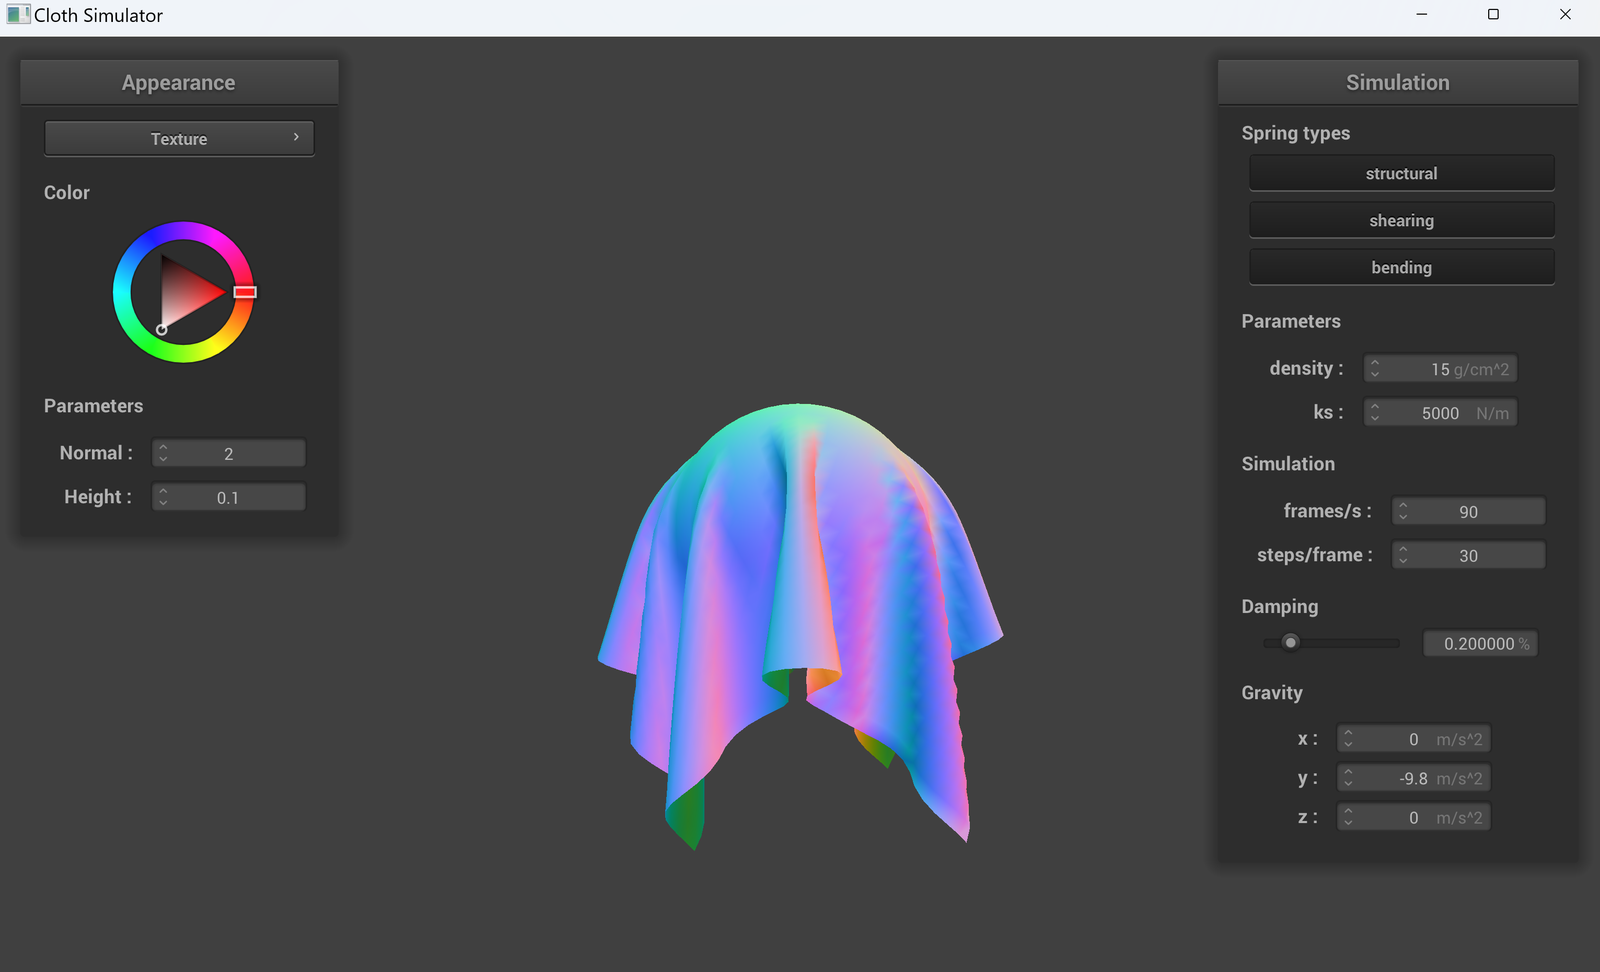 Cloth Simulator
Appearance
Texture
Color
Parameters
Normal : 2
Height : 0.1
Simulation
Spring types
structural
shearing
bending
Parameters
density : 15 g/cm^2
ks : 5000 N/m
Simulation
frames/s : 90
steps/frame : 30
Damping
0.200000 %
Gravity
x : 0 m/s^2
y : -9.8 m/s^2
z : 0 m/s^2